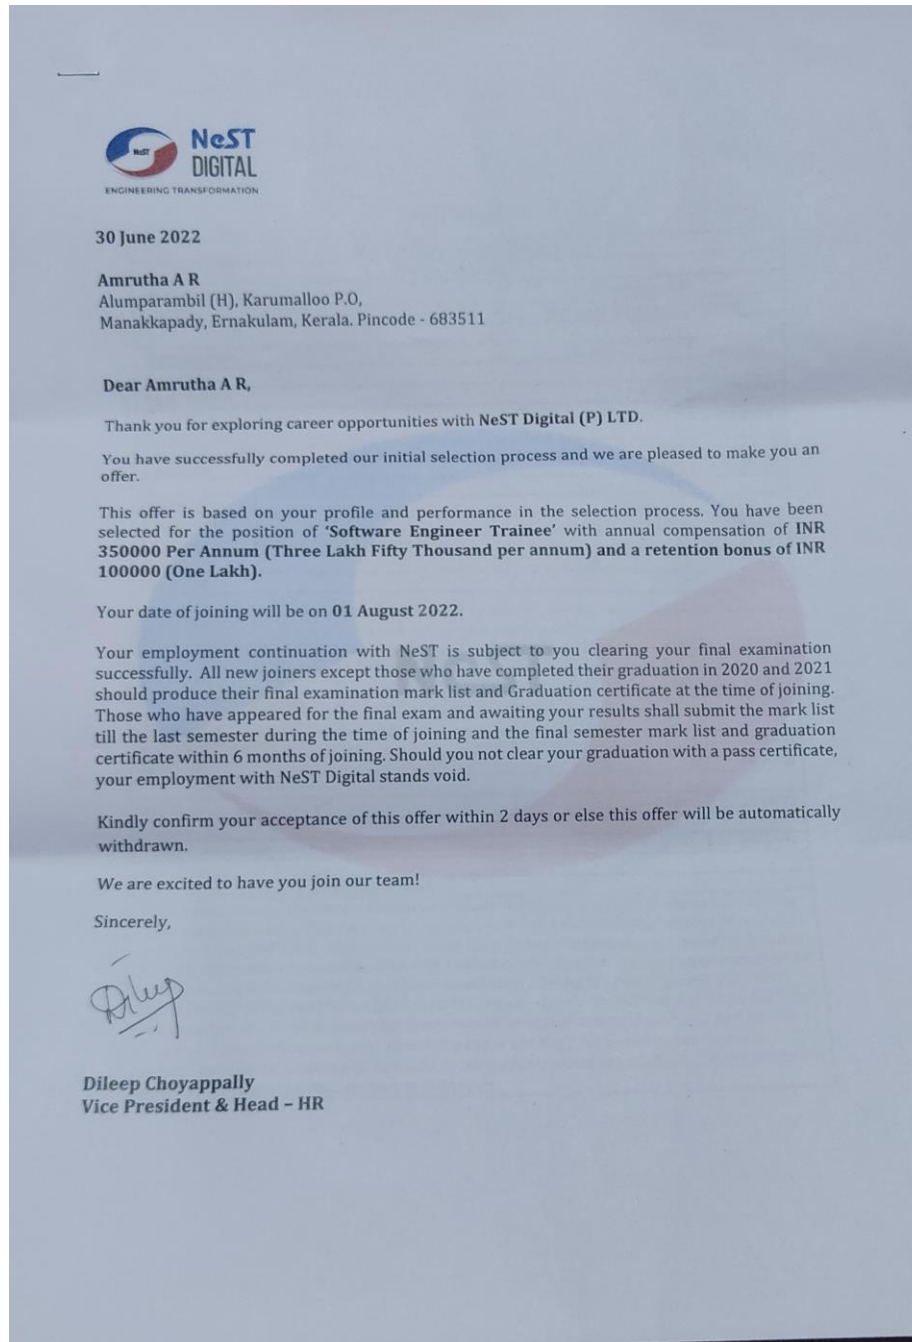 NeST
NeST
DIGITAL
ENGINEERING TRANSFORMATION
30 June 2022
Amrutha A R
Alumparambil (H), Karumalloo P.O,
Manakkapady, Ernakulam, Kerala. Pincode - 683511
Dear Amrutha A R,
Thank you for exploring career opportunities with NeST Digital (P) LTD.
You have successfully completed our initial selection process and we are pleased to make you an
offer.
This offer is based on your profile and performance in the selection process. You have been
selected for the position of ‘Software Engineer Trainee’ with annual compensation of INR
350000 Per Annum (Three Lakh Fifty Thousand per annum) and a retention bonus of INR
100000 (One Lakh).
Your date of joining will be on 01 August 2022.
Your employment continuation with NeST is subject to you clearing your final examination
successfully. All new joiners except those who have completed their graduation in 2020 and 2021
should produce their final examination mark list and Graduation certificate at the time of joining.
Those who have appeared for the final exam and awaiting your results shall submit the mark list
till the last semester during the time of joining and the final semester mark list and graduation
certificate within 6 months of joining. Should you not clear your graduation with a pass certificate,
your employment with NeST Digital stands void.
Kindly confirm your acceptance of this offer within 2 days or else this offer will be automatically
withdrawn.
We are excited to have you join our team!
Sincerely,
Dileep
Dileep Choyappally
Vice President & Head – HR